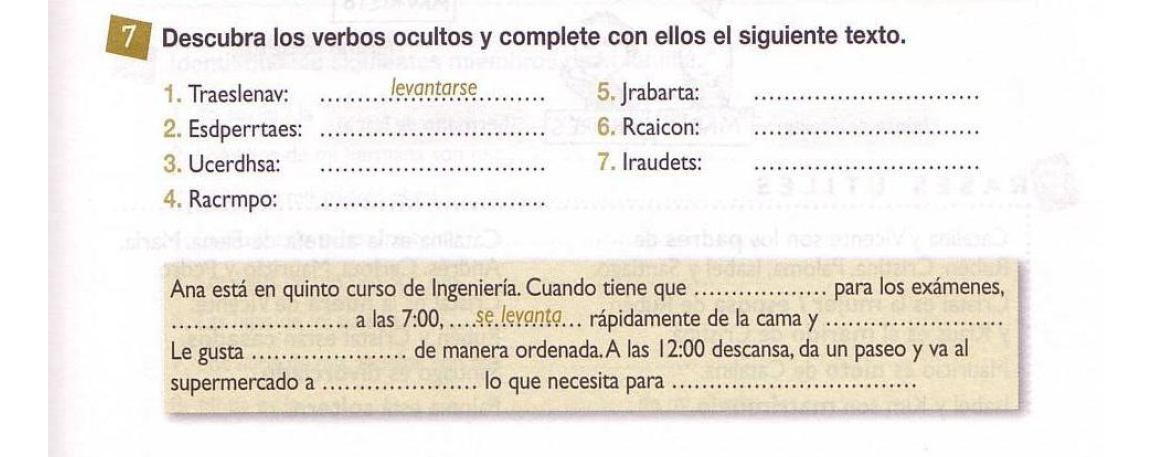 7 Descubra los verbos ocultos y complete con ellos el siguiente texto.
1. Traeslenav: ......levantarse...... 5. Jrabarta: ..............................
2. Esdperrtaes: .............................. 6. Rcaicon: ..............................
3. Ucerdhsa: .............................. 7. Iraudets: ..............................
4. Racrmpo: ..............................
Ana está en quinto curso de Ingeniería. Cuando tiene que .................... para los exámenes,
.......................... a las 7:00, ....se levanta... rápidamente de la cama y ....................
Le gusta ...................... de manera ordenada. A las 12:00 descansa, da un paseo y va al
supermercado a ...................... lo que necesita para ..................................